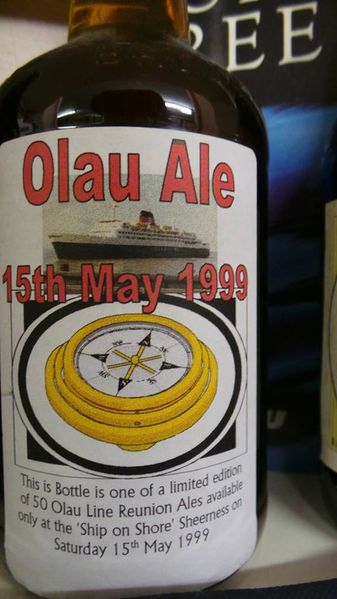 REE
Olau Ale
15th May 1999
This is Bottle is one of a limited edition
of 50 Olau Line Reunion Ales available
only at the 'Ship on Shore' Sheerness on
Saturday 15th May 1999